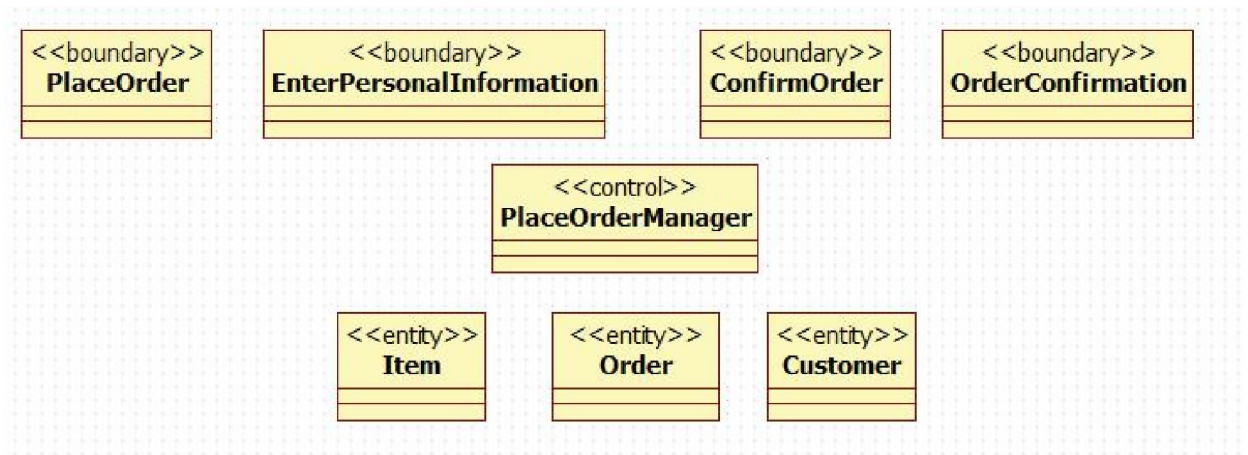 <<boundary>>
PlaceOrder
<<boundary>>
EnterPersonalInformation
<<boundary>>
ConfirmOrder
<<boundary>>
OrderConfirmation
<<control>>
PlaceOrderManager
<<entity>>
Item
<<entity>>
Order
<<entity>>
Customer